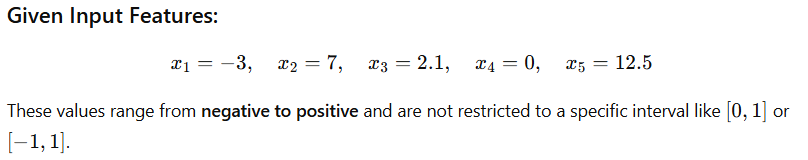 Given Input Features:
x₁ = −3, x₂ = 7, x₃ = 2.1, x₄ = 0, x₅ = 12.5
These values range from negative to positive and are not restricted to a specific interval like [0, 1] or
[−1, 1].